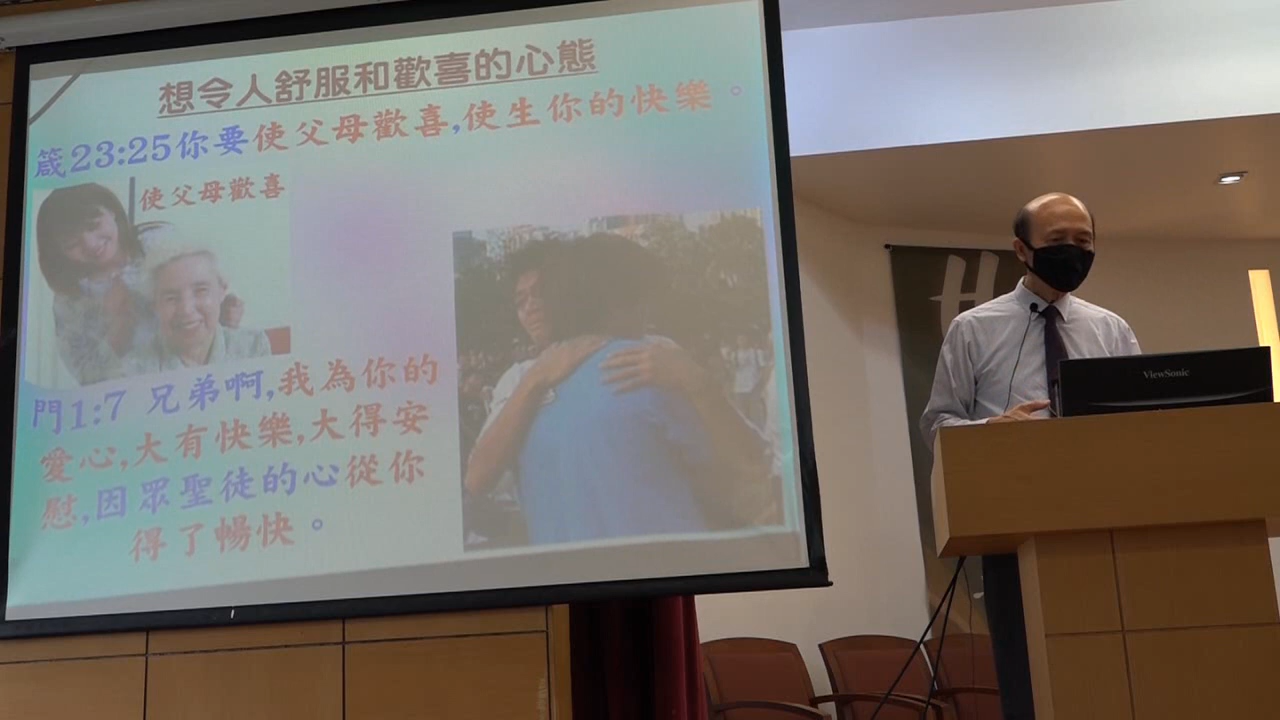 想令人舒服和歡喜的心態
箴23:25你要使父母歡喜,使生你的快樂。
使父母歡喜
門1:7 兄弟啊,我為你的
愛心,大有快樂,大得安
慰,因眾聖徒的心從你
得了暢快。
H
ViewSonic